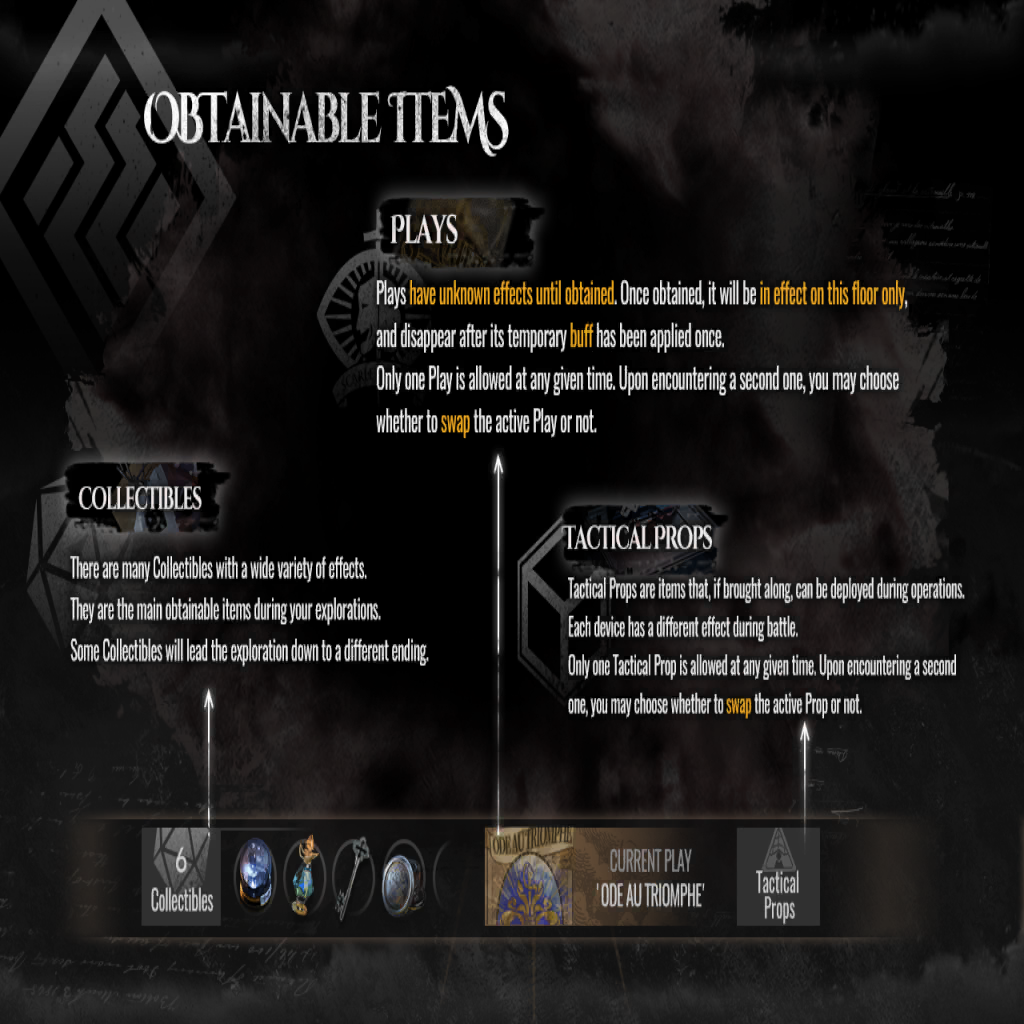 OBTAINABLE ITEMS
PLAYS
Plays have unknown effects until obtained. Once obtained, it will be in effect on this floor only,
and disappear after its temporary buff has been applied once.
Only one Play is allowed at any given time. Upon encountering a second one, you may choose
whether to swap the active Play or not.
COLLECTIBLES
There are many Collectibles with a wide variety of effects.
They are the main obtainable items during your explorations.
Some Collectibles will lead the exploration down to a different ending.
TACTICAL PROPS
Tactical Props are items that, if brought along, can be deployed during operations.
Each device has a different effect during battle.
Only one Tactical Prop is allowed at any given time. Upon encountering a second
one, you may choose whether to swap the active Prop or not.
6
Collectibles
ODE AU TRIOMPHE
CURRENT PLAY
'ODE AU TRIOMPHE'
Tactical
Props